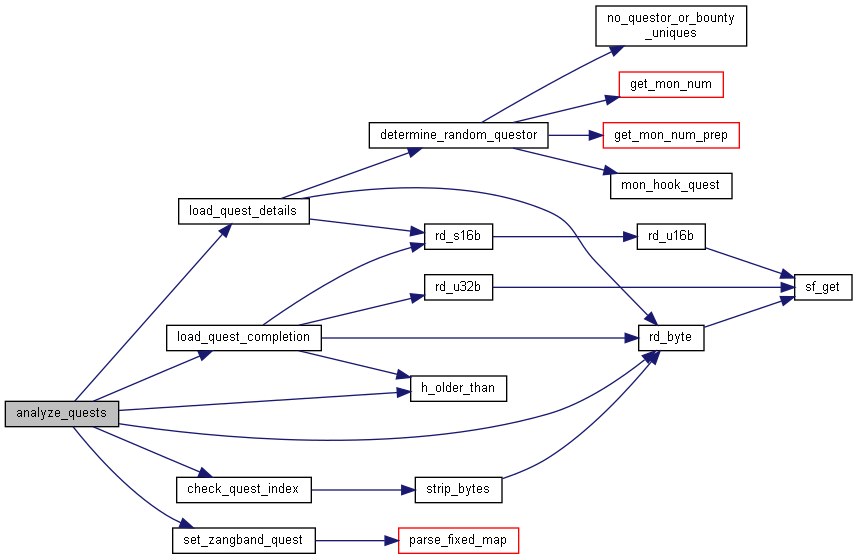 no_questor_or_bounty
_uniques
get_mon_num
determine_random_questor
get_mon_num_prep
mon_hook_quest
load_quest_details
rd_s16b
rd_u16b
rd_u32b
sf_get
load_quest_completion
rd_byte
h_older_than
analyze_quests
check_quest_index
strip_bytes
set_zangband_quest
parse_fixed_map